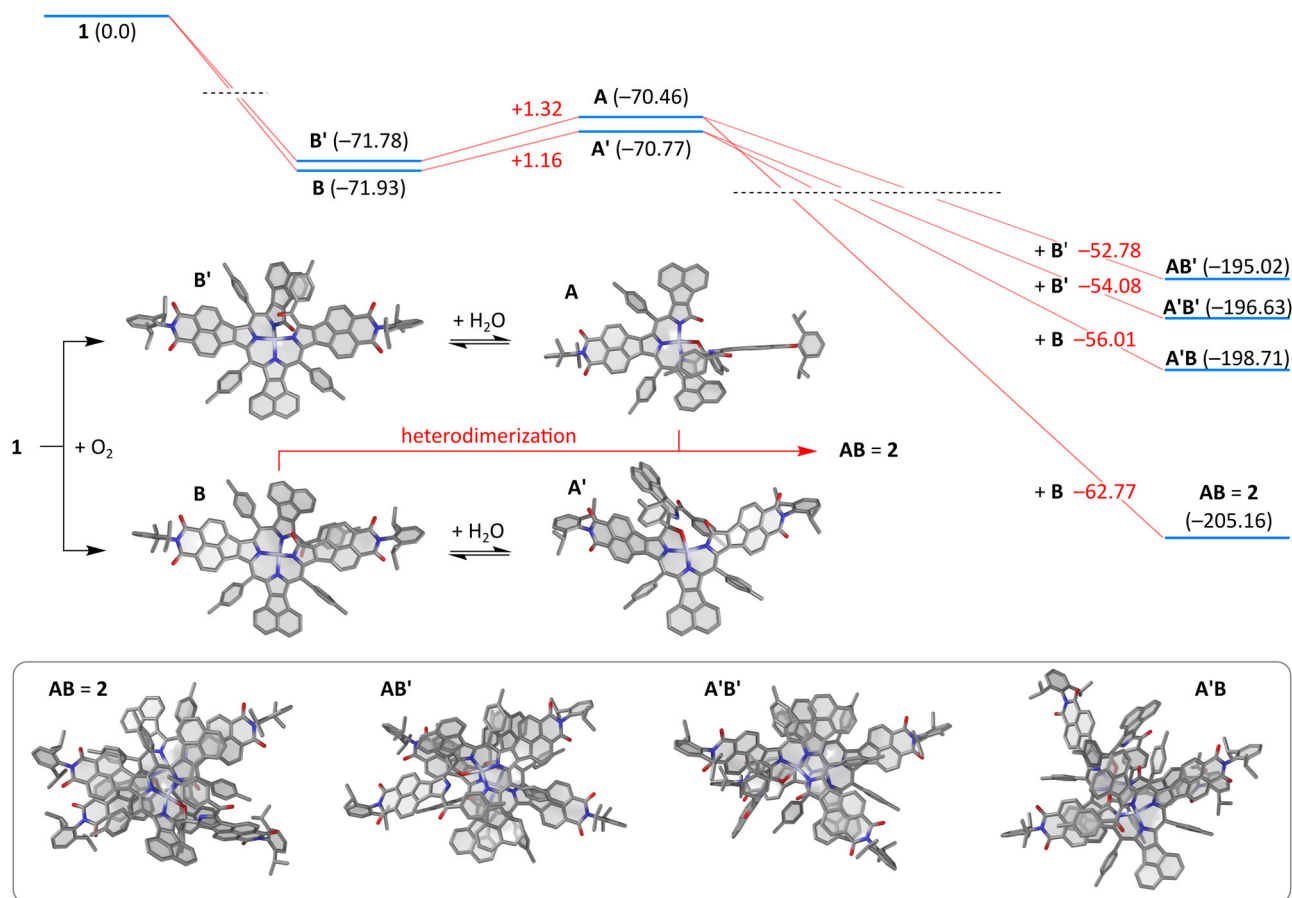 1 (0.0)
A (–70.46)
+1.32
B' (–71.78)
A' (–70.77)
+1.16
B (–71.93)
+ B' –52.78
AB' (–195.02)
+ B' –54.08
A'B' (–196.63)
+ B –56.01
A'B (–198.71)
+ B –62.77
AB = 2
(–205.16)
B'
A
+ H₂O
1
+ O₂
heterodimerization
AB = 2
B
A'
+ H₂O
AB = 2
AB'
A'B'
A'B